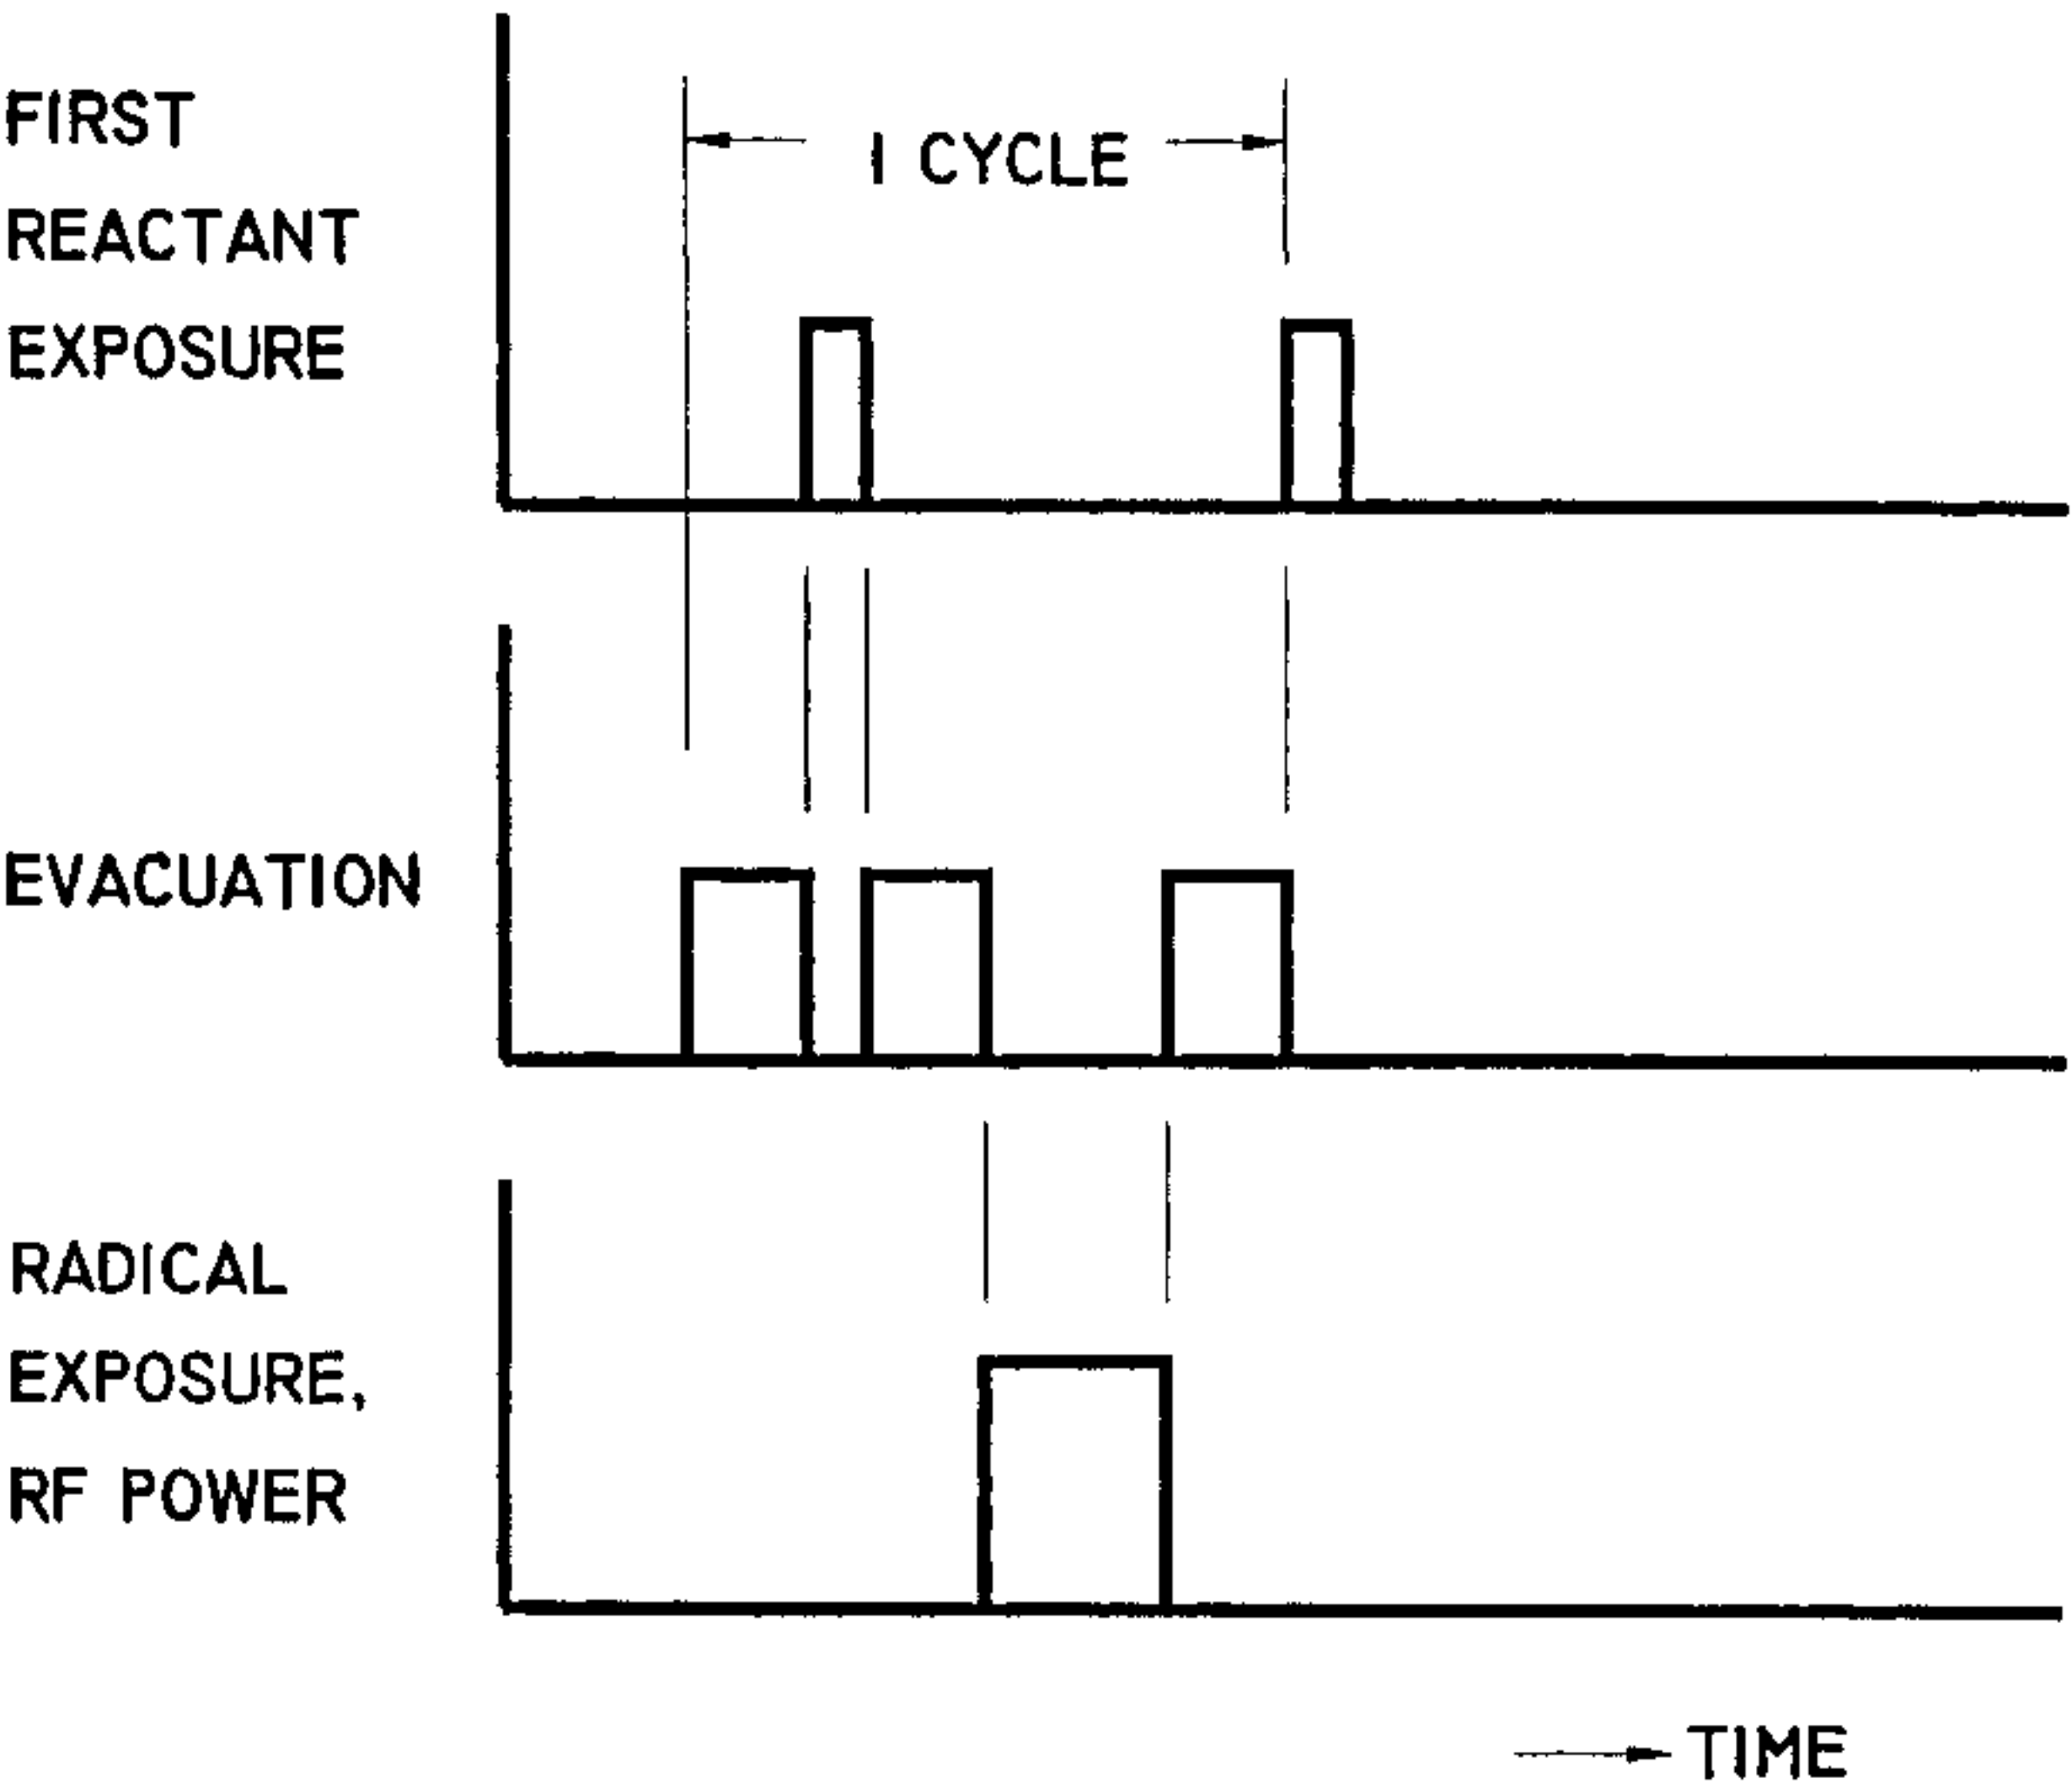 FIRST
REACTANT
EXPOSURE
1 CYCLE
EVACUATION
RADICAL
EXPOSURE,
RF POWER
TIME